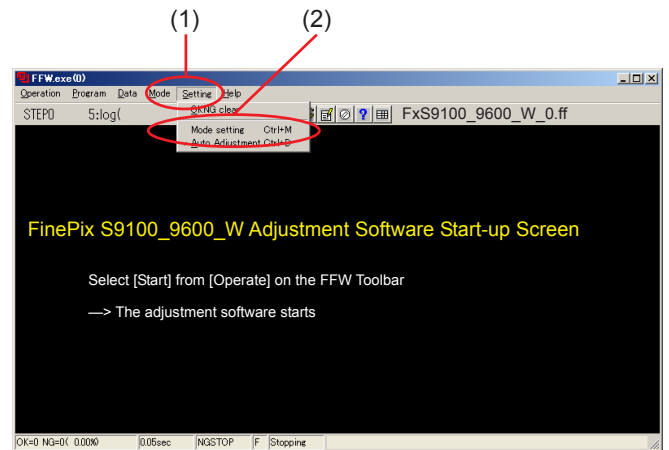 (1) (2)
FFW.exe(0)
Operation Program Data Mode Setting Help
STEP0 5:log( FxS9100_9600_W_0.ff
OKNG clear
Mode setting Ctrl+M
Auto Adjustment Ctrl+D
FinePix S9100_9600_W Adjustment Software Start-up Screen
Select [Start] from [Operate] on the FFW Toolbar
—> The adjustment software starts
OK=0 NG=0( 0.00%) 0.05sec NGSTOP F Stopping